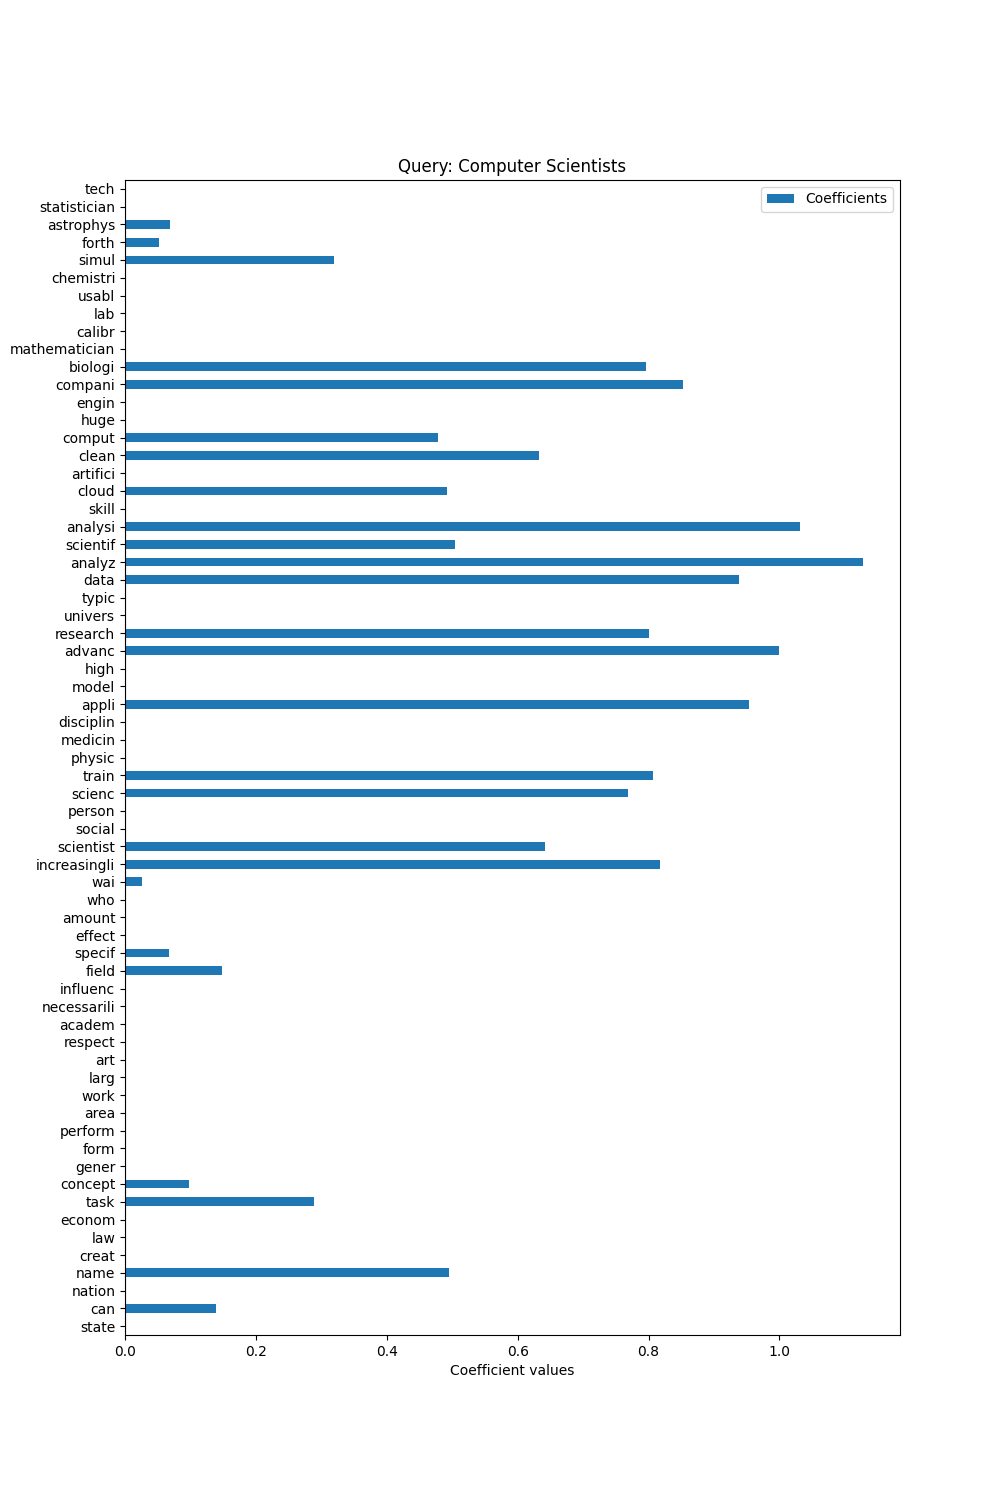 Query: Computer Scientists
Coefficients
tech
statistician
astrophys
forth
simul
chemistri
usabl
lab
calibr
mathematician
biologi
compani
engin
huge
comput
clean
artifici
cloud
skill
analysi
scientif
analyz
data
typic
univers
research
advanc
high
model
appli
disciplin
medicin
physic
train
scienc
person
social
scientist
increasingli
wai
who
amount
effect
specif
field
influenc
necessarili
academ
respect
art
larg
work
area
perform
form
gener
concept
task
econom
law
creat
name
nation
can
state
0.0 0.2 0.4 0.6 0.8 1.0
Coefficient values